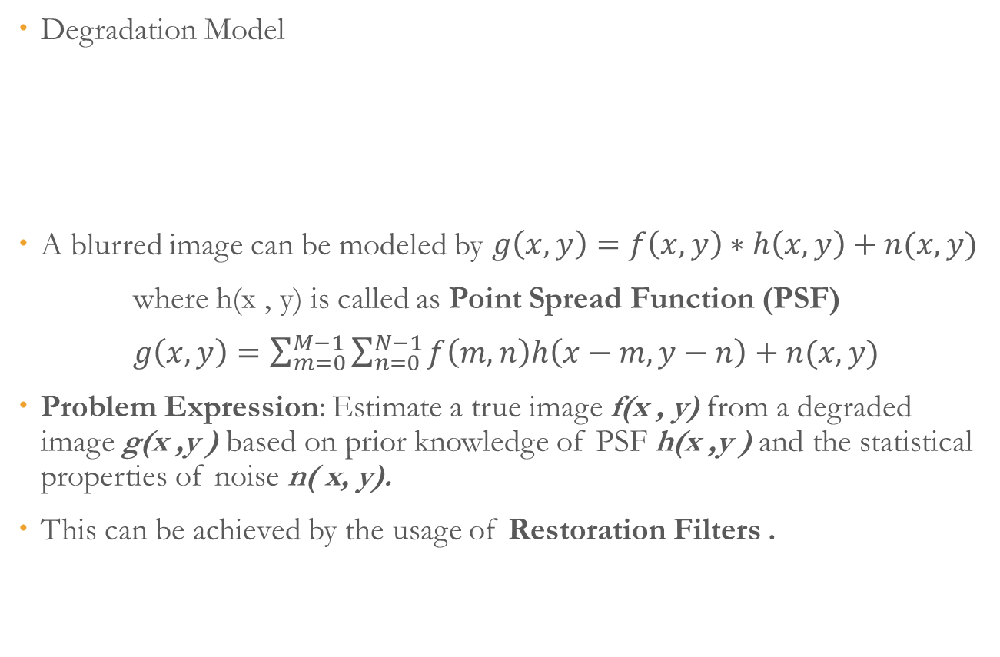 • Degradation Model
• A blurred image can be modeled by g(x, y) = f(x, y) ∗ h(x, y) + n(x, y)
where h(x , y) is called as Point Spread Function (PSF)
g(x, y) = ∑_{m=0}^{M−1} ∑_{n=0}^{N−1} f(m, n)h(x − m, y − n) + n(x, y)
• Problem Expression: Estimate a true image f(x , y) from a degraded
image g(x ,y ) based on prior knowledge of PSF h(x ,y ) and the statistical
properties of noise n( x, y).
• This can be achieved by the usage of Restoration Filters .